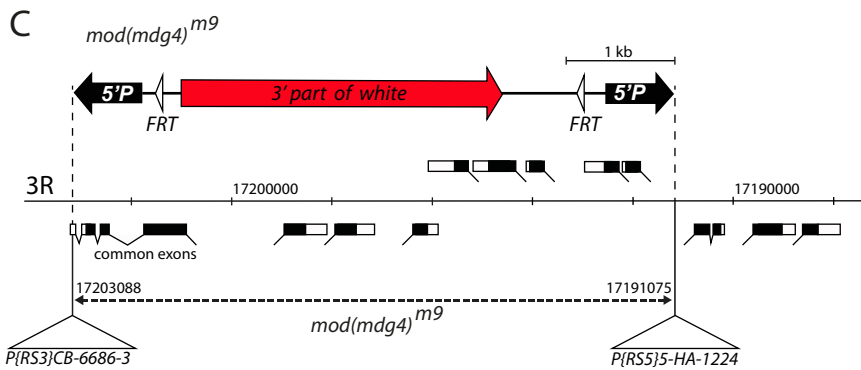 C
mod(mdg4)m9
1 kb
5'P
3' part of white
5'P
FRT
FRT
3R
17200000
17190000
common exons
17203088
17191075
mod(mdg4)m9
P{RS3}CB-6686-3
P{RS5}5-HA-1224